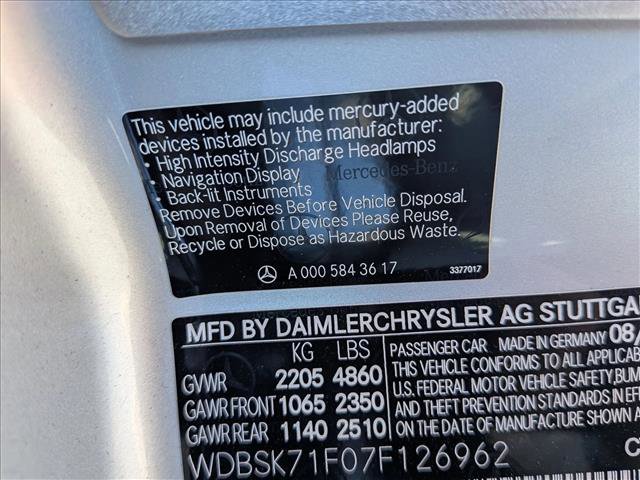 This vehicle may include mercury-added
devices installed by the manufacturer:
• High Intensity Discharge Headlamps
• Navigation Display
• Back-lit Instruments
Mercedes-Benz
Remove Devices Before Vehicle Disposal.
Upon Removal of Devices Please Reuse,
Recycle or Dispose as Hazardous Waste.
A 000 584 36 17
3377017
MFD BY DAIMLERCHRYSLER AG STUTTGA
KG LBS
GVWR 2205 4860
GAWR FRONT 1065 2350
GAWR REAR 1140 2510
PASSENGER CAR MADE IN GERMANY 08/
THIS VEHICLE CONFORMS TO ALL APPLICABL
U.S. FEDERAL MOTOR VEHICLE SAFETY, BUM
AND THEFT PREVENTION STANDARDS IN EFFE
ON THE DATE OF MANUFACTURE SHOWN A
WDBSK71F07F126962